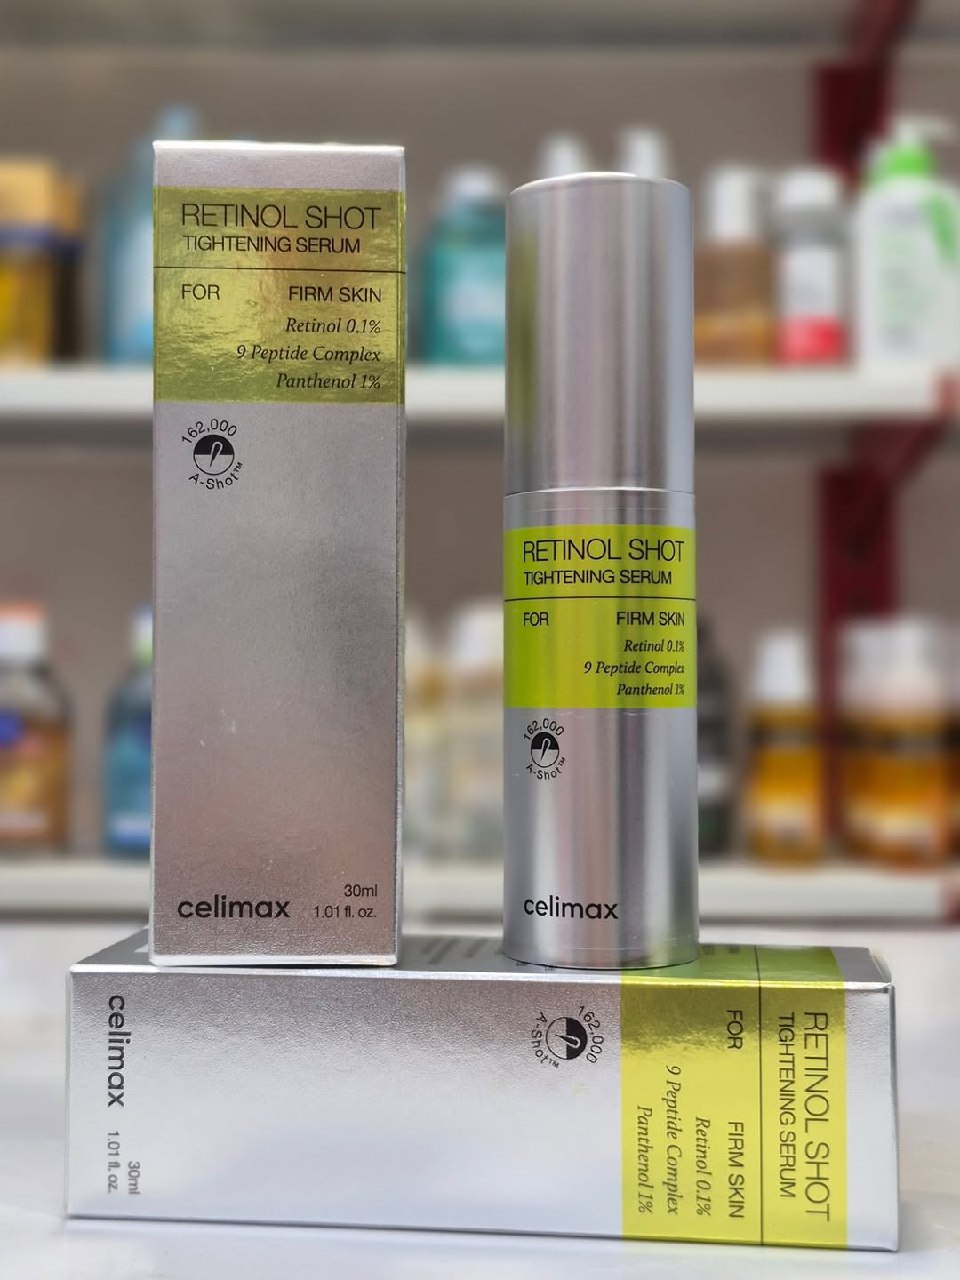 RETINOL SHOT
TIGHTENING SERUM
FOR FIRM SKIN
Retinol 0.1%
9 Peptide Complex
Panthenol 1%
162,000
A-Shot™
celimax
30ml
1.01 fl. oz.
RETINOL SHOT
TIGHTENING SERUM
FOR FIRM SKIN
Retinol 0.1%
9 Peptide Complex
Panthenol 1%
162,000
A-Shot™
celimax
RETINOL SHOT
TIGHTENING SERUM
FOR FIRM SKIN
Retinol 0.1%
9 Peptide Complex
Panthenol 1%
162,000
A-Shot™
celimax
30ml
1.01 fl. oz.